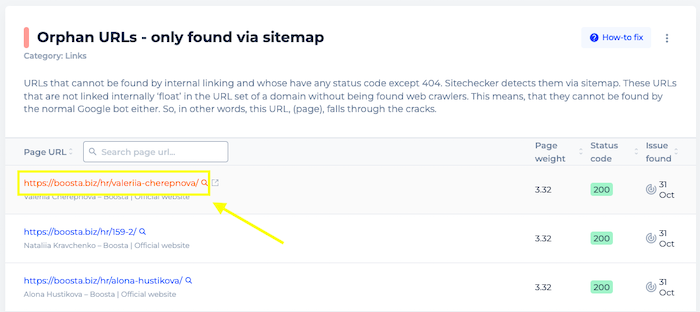 Orphan URLs - only found via sitemap
How-to fix
Category: Links
URLs that cannot be found by internal linking and whose have any status code except 404. Sitechecker detects them via sitemap. These URLs
that are not linked internally 'float' in the URL set of a domain without being found web crawlers. This means, that they cannot be found by
the normal Google bot either. So, in other words, this URL, (page), falls through the cracks.
Page URL
Search page url...
Page weight
Status code
Issue found
https://boosta.biz/hr/valeriia-cherepnova/
Valeriia Cherepnova – Boosta | Official website
3.32
200
31 Oct
https://boosta.biz/hr/159-2/
Nataliia Kravchenko – Boosta | Official website
3.32
200
31 Oct
https://boosta.biz/hr/alona-hustikova/
Alona Hustikova – Boosta | Official website
3.32
200
31 Oct